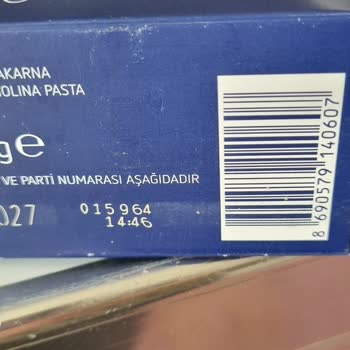 AKARNA
OLINA PASTA
ge
VE PARTİ NUMARASI AŞAĞIDADIR
027 015964
14:46
8 690579 140607